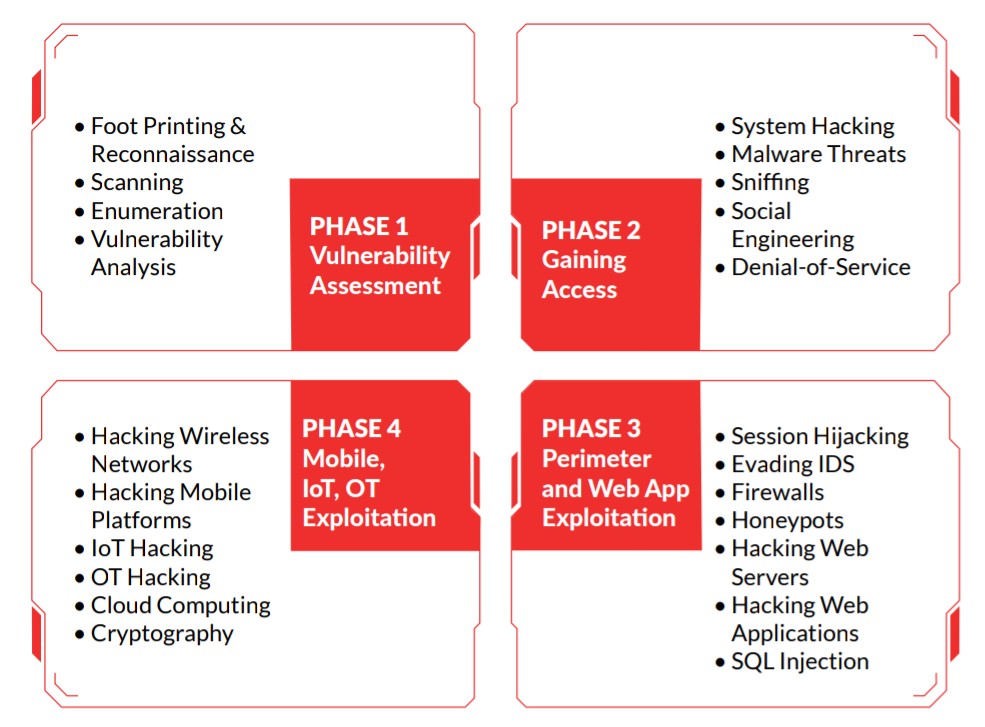 • Foot Printing &
Reconnaissance
• Scanning
• Enumeration
• Vulnerability
Analysis
PHASE 1
Vulnerability
Assessment
PHASE 2
Gaining
Access
• System Hacking
• Malware Threats
• Sniffing
• Social
Engineering
• Denial-of-Service
• Hacking Wireless
Networks
• Hacking Mobile
Platforms
• IoT Hacking
• OT Hacking
• Cloud Computing
• Cryptography
PHASE 4
Mobile,
IoT, OT
Exploitation
PHASE 3
Perimeter
and Web App
Exploitation
• Session Hijacking
• Evading IDS
• Firewalls
• Honeypots
• Hacking Web
Servers
• Hacking Web
Applications
• SQL Injection